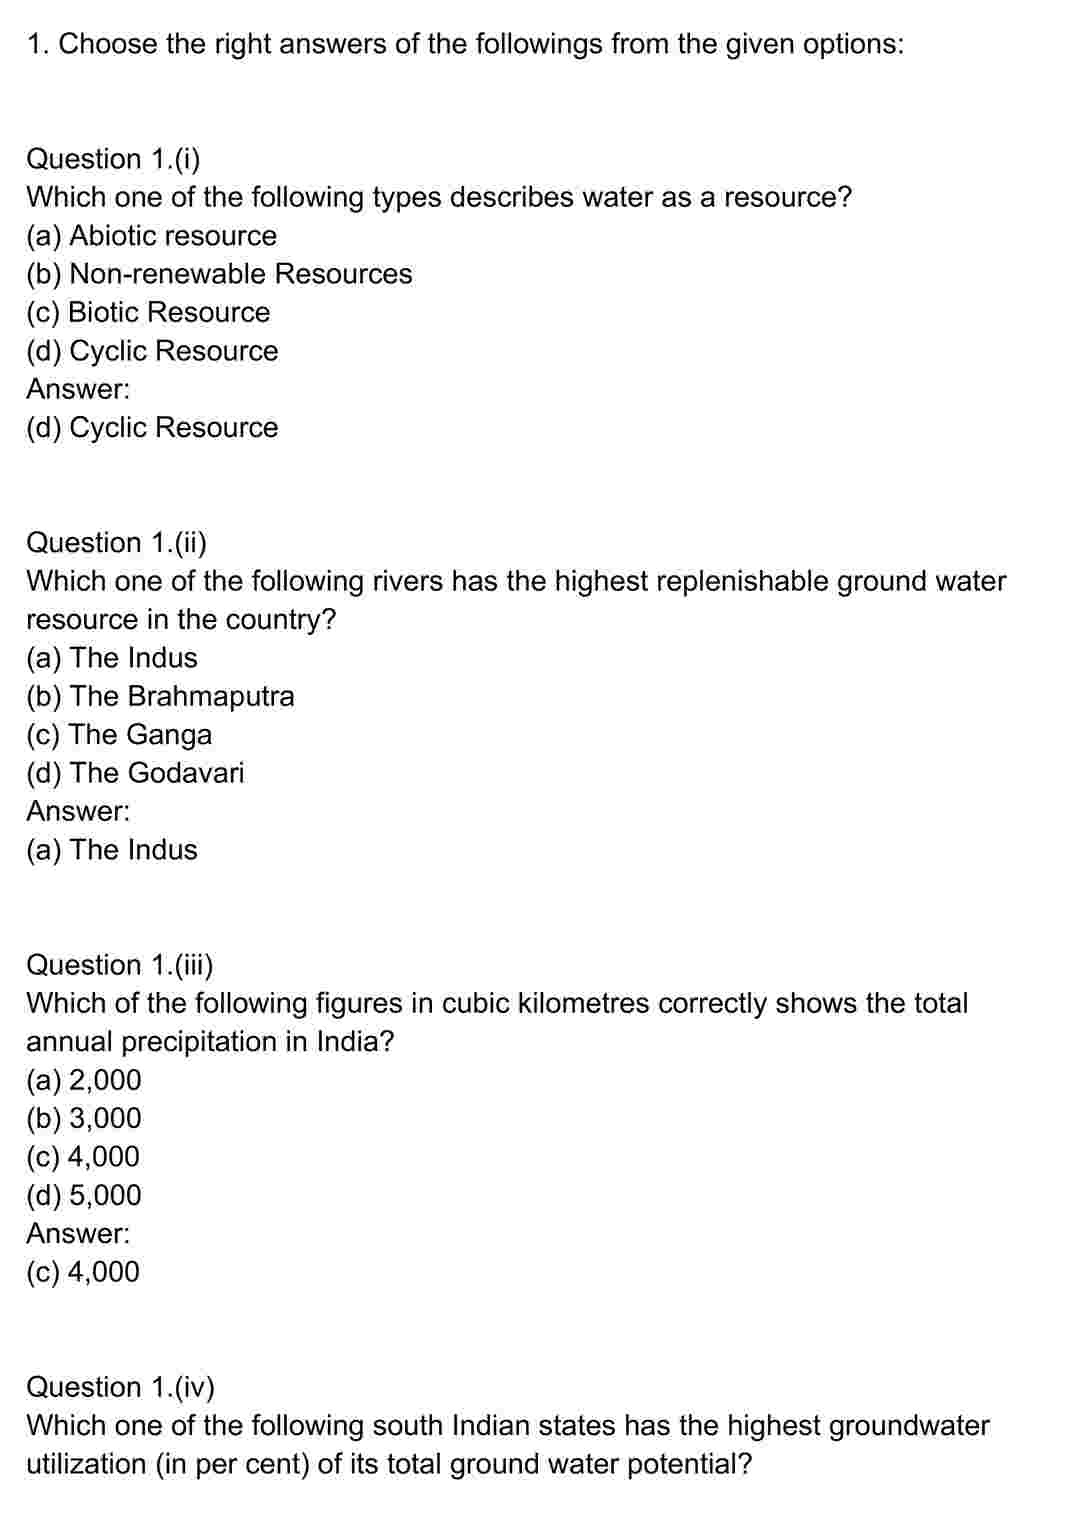 1. Choose the right answers of the followings from the given options:
Question 1.(i)
Which one of the following types describes water as a resource?
(a) Abiotic resource
(b) Non-renewable Resources
(c) Biotic Resource
(d) Cyclic Resource
Answer:
(d) Cyclic Resource
Question 1.(ii)
Which one of the following rivers has the highest replenishable ground water
resource in the country?
(a) The Indus
(b) The Brahmaputra
(c) The Ganga
(d) The Godavari
Answer:
(a) The Indus
Question 1.(iii)
Which of the following figures in cubic kilometres correctly shows the total
annual precipitation in India?
(a) 2,000
(b) 3,000
(c) 4,000
(d) 5,000
Answer:
(c) 4,000
Question 1.(iv)
Which one of the following south Indian states has the highest groundwater
utilization (in per cent) of its total ground water potential?